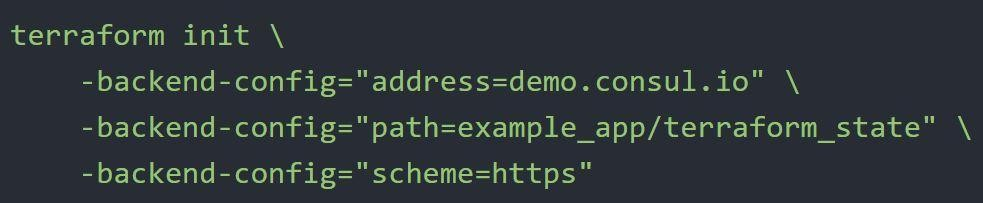 terraform init \
-backend-config="address=demo.consul.io" \
-backend-config="path=example_app/terraform_state" \
-backend-config="scheme=https"